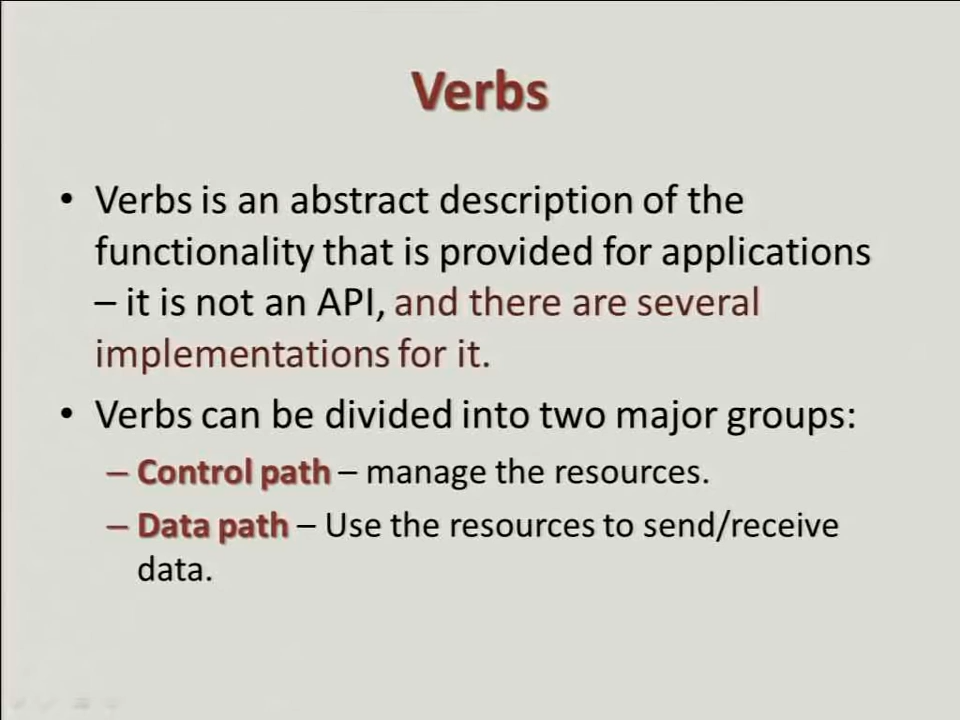 Verbs
• Verbs is an abstract description of the
functionality that is provided for applications
– it is not an API, and there are several
implementations for it.
• Verbs can be divided into two major groups:
– Control path – manage the resources.
– Data path – Use the resources to send/receive
data.